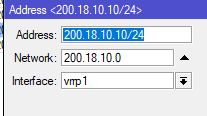 Address <200.18.10.10/24>
Address: 200.18.10.10/24
Network: 200.18.10.0
Interface: vrrp1